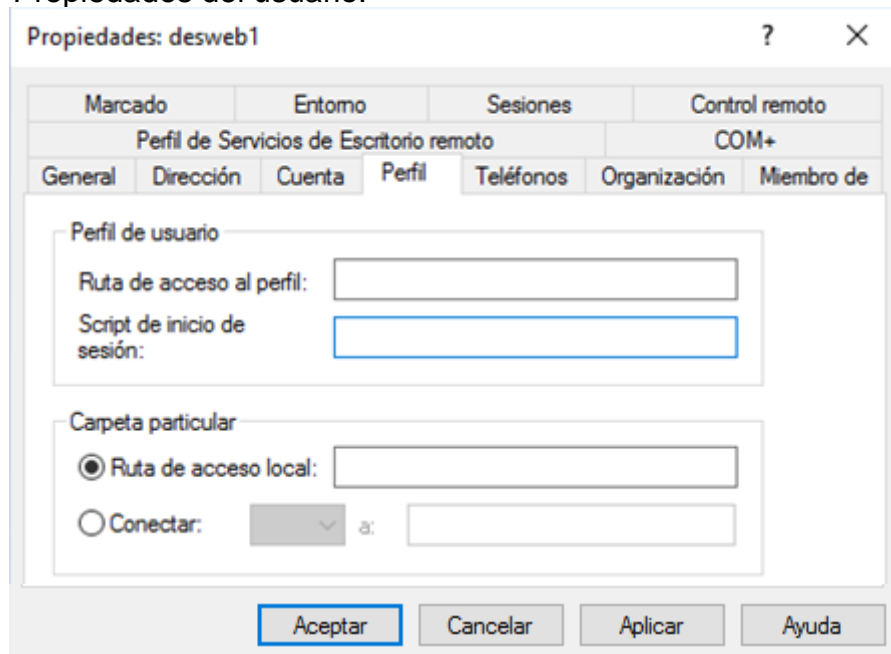 Propiedades del usuario.
Propiedades: desweb1 ? ×
Marcado Entorno Sesiones Control remoto
Perfil de Servicios de Escritorio remoto COM+
General Dirección Cuenta Perfil Teléfonos Organización Miembro de
Perfil de usuario
Ruta de acceso al perfil:
Script de inicio de
sesión:
Carpeta particular
Ruta de acceso local:
Conectar: a:
Aceptar Cancelar Aplicar Ayuda